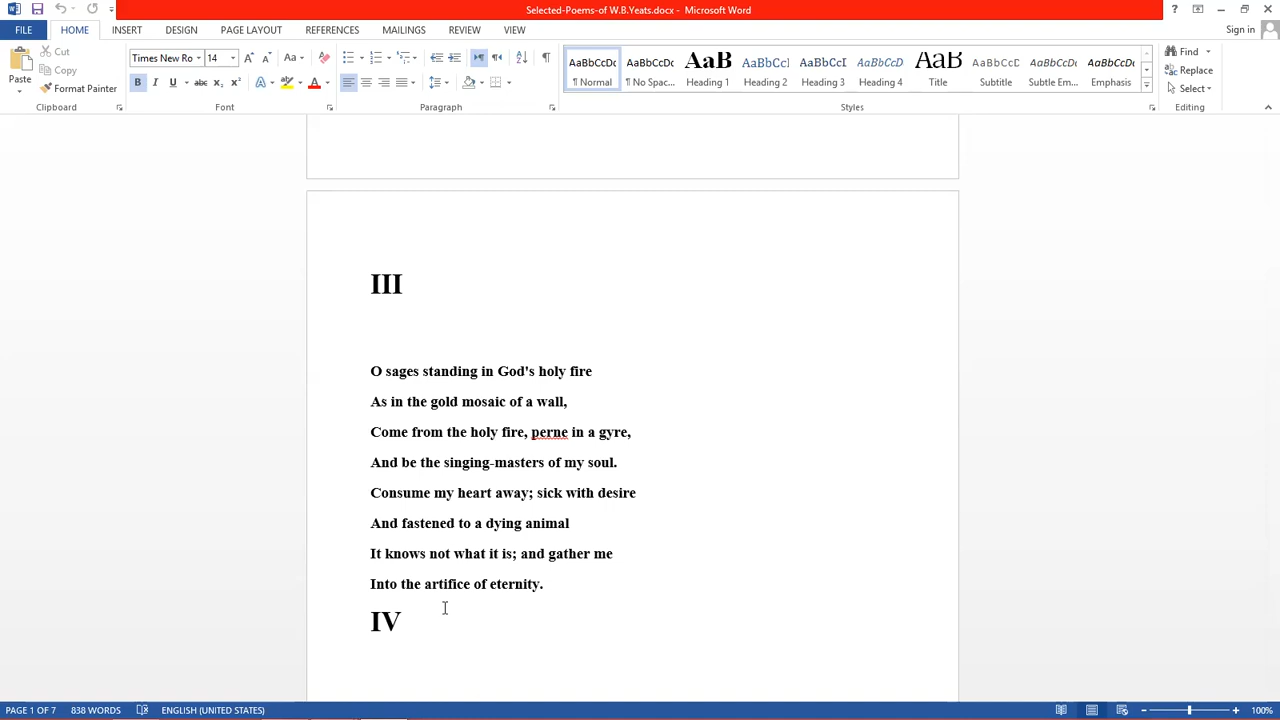 Selected-Poems-of W.B.Yeats.docx - Microsoft Word
FILE HOME INSERT DESIGN PAGE LAYOUT REFERENCES MAILINGS REVIEW VIEW Sign in
Paste Cut Copy Format Painter
Times New Ro 14 Aa
B I U abc x₂ x²
AaBbCcDc AaBbCcDc AaB AaBbCcI AaBbCcI AaBbCcD AaB AaBbCcD AaBbCcDc AaBbCcDc
¶ Normal ¶ No Spac... Heading 1 Heading 2 Heading 3 Heading 4 Title Subtitle Subtle Em... Emphasis
Find Replace Select
Clipboard Font Paragraph Styles Editing
III
O sages standing in God's holy fire
As in the gold mosaic of a wall,
Come from the holy fire, perne in a gyre,
And be the singing-masters of my soul.
Consume my heart away; sick with desire
And fastened to a dying animal
It knows not what it is; and gather me
Into the artifice of eternity.
IV
PAGE 1 OF 7 838 WORDS ENGLISH (UNITED STATES) 100%